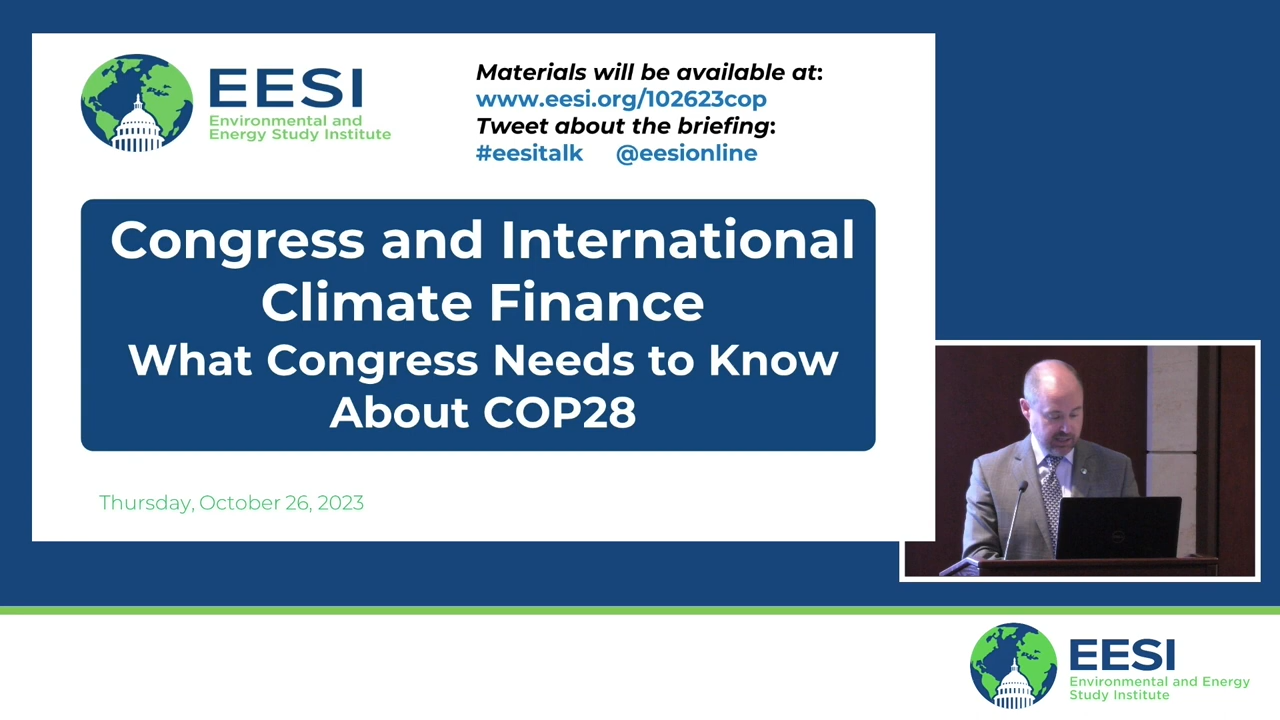 EESI
Environmental and
Energy Study Institute
Materials will be available at:
www.eesi.org/102623cop
Tweet about the briefing:
#eesitalk @eesionline
Congress and International
Climate Finance
What Congress Needs to Know
About COP28
Thursday, October 26, 2023
EESI
Environmental and Energy
Study Institute